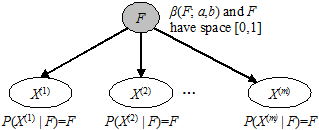 F
β(F; a,b) and F
have space [0,1]
X(1) X(2) ... X(m)
P(X(1) | F)=F P(X(2) | F)=F P(X(m) | F)=F